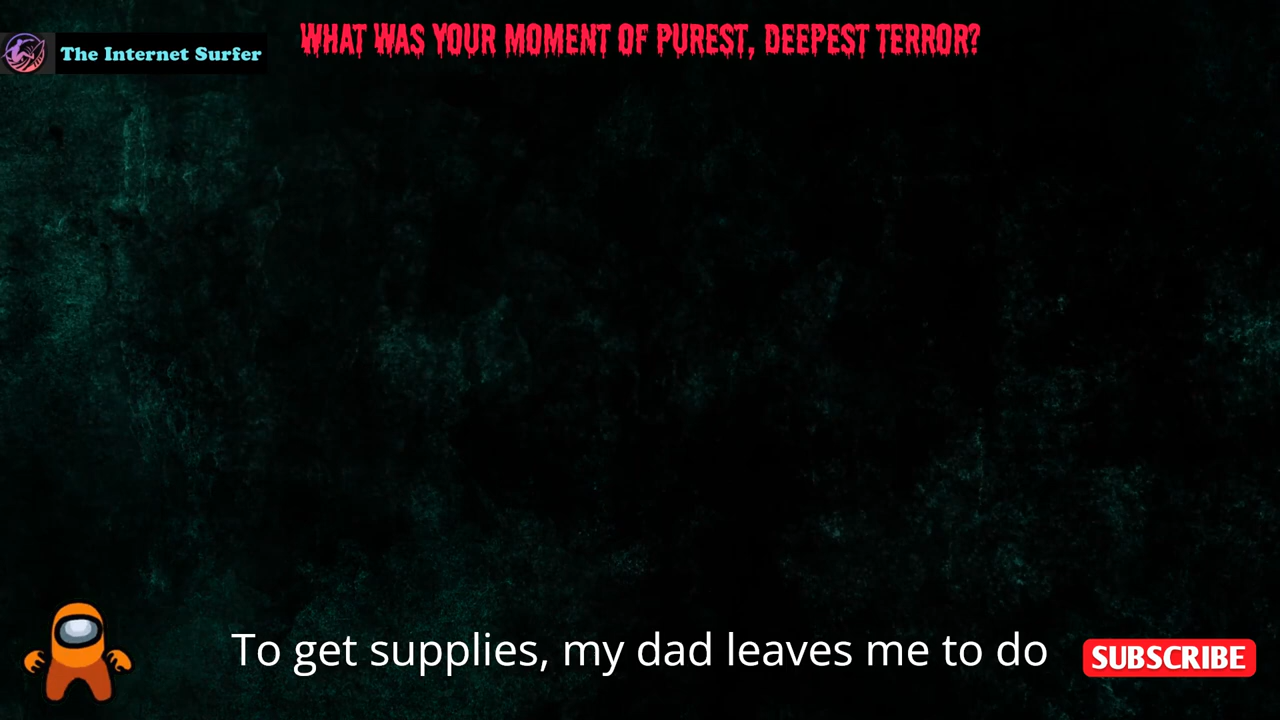 WHAT WAS YOUR MOMENT OF PUREST, DEEPEST TERROR?
The Internet Surfer
To get supplies, my dad leaves me to do
SUBSCRIBE